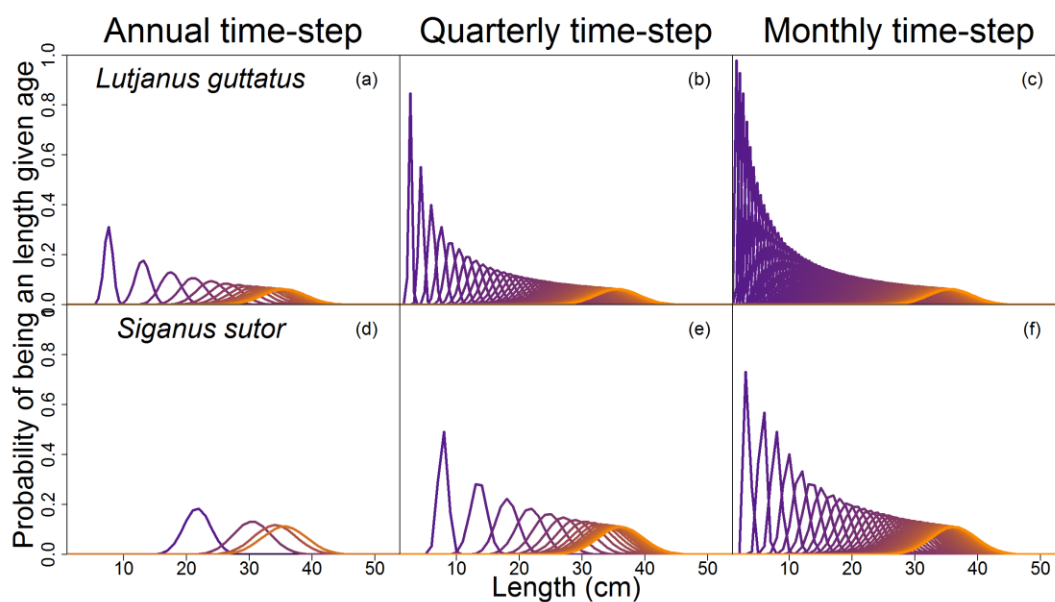 Annual time-step Quarterly time-step Monthly time-step
Probability of being an length given age
1.0
0.8
0.6
0.4
0.2
0.0
Lutjanus guttatus (a) (b) (c)
0.8
0.6
0.4
0.2
0.0
Siganus sutor (d) (e) (f)
10 20 30 40 50 10 20 30 40 50 10 20 30 40 50
Length (cm)